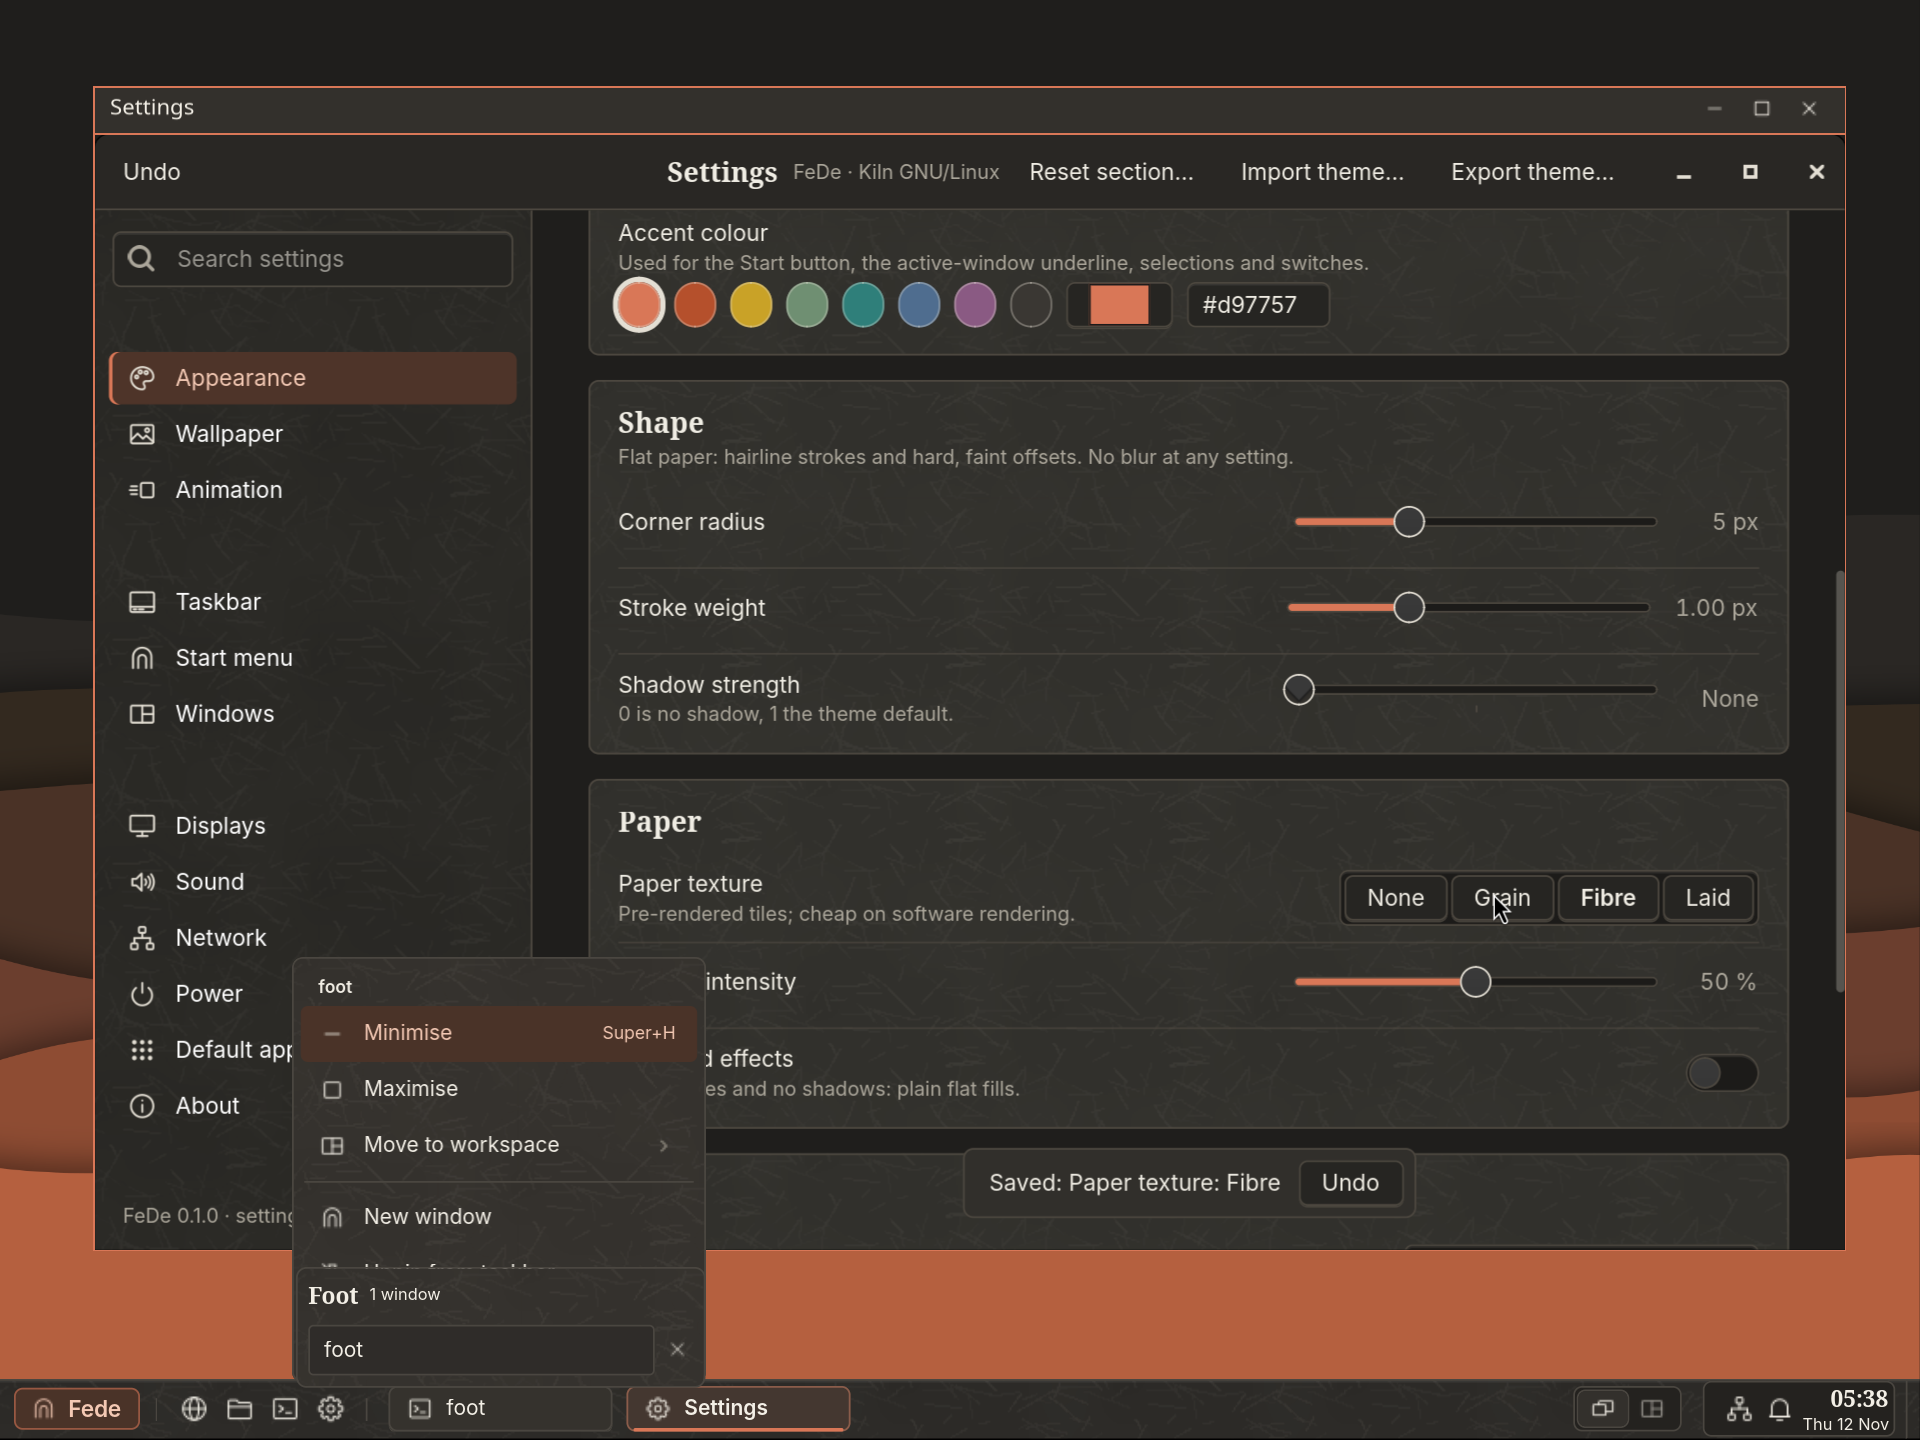 Settings
Undo
Settings FeDe · Kiln GNU/Linux
Reset section...
Import theme...
Export theme...
Search settings
Appearance
Wallpaper
Animation
Taskbar
Start menu
Windows
Displays
Sound
Network
Power
Default app
About
FeDe 0.1.0 · setting
Accent colour
Used for the Start button, the active-window underline, selections and switches.
#d97757
Shape
Flat paper: hairline strokes and hard, faint offsets. No blur at any setting.
Corner radius
5 px
Stroke weight
1.00 px
Shadow strength
0 is no shadow, 1 the theme default.
None
Paper
Paper texture
Pre-rendered tiles; cheap on software rendering.
None
Grain
Fibre
Laid
intensity
50 %
d effects
es and no shadows: plain flat fills.
Saved: Paper texture: Fibre
Undo
foot
Minimise Super+H
Maximise
Move to workspace
New window
Foot 1 window
foot
Fede
foot
Settings
05:38
Thu 12 Nov